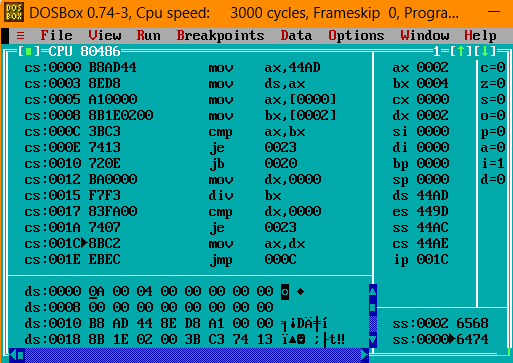 DOSBox 0.74-3, Cpu speed: 3000 cycles, Frameskip 0, Progra...
≡ File View Run Breakpoints Data Options Window Help
[■]=CPU 80486 1=[↑][↓]
cs:0000 B8AD44 mov ax,44AD ax 0002 c=0
cs:0003 8ED8 mov ds,ax bx 0004 z=0
cs:0005 A10000 mov ax,[0000] cx 0000 s=0
cs:0008 8B1E0200 mov bx,[0002] dx 0002 o=0
cs:000C 3BC3 cmp ax,bx si 0000 p=0
cs:000E 7413 je 0023 di 0000 a=0
cs:0010 720E jb 0020 bp 0000 i=1
cs:0012 BA0000 mov dx,0000 sp 0000 d=0
cs:0015 F7F3 div bx ds 44AD
cs:0017 83FA00 cmp dx,0000 es 449D
cs:001A 7407 je 0023 ss 44AC
cs:001C►8BC2 mov ax,dx cs 44AE
cs:001E EBEC jmp 000C ip 001C
ds:0000 0A 00 04 00 00 00 00 00 ◙ ♦
ds:0008 00 00 00 00 00 00 00 00
ds:0010 B8 AD 44 8E D8 A1 00 00 ╕¡DÄ╪í ss:0002 6568
ds:0018 8B 1E 02 00 3B C3 74 13 ï▲☻ ;├t‼ ss:0000►6474